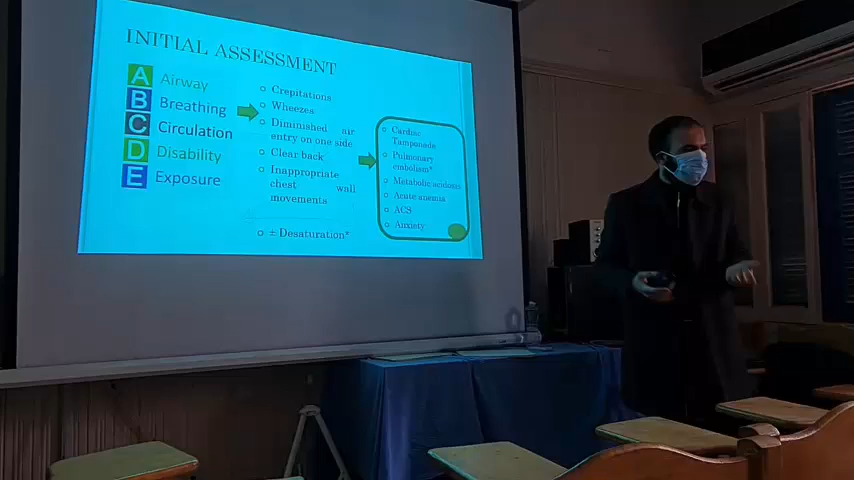 INITIAL ASSESSMENT
A Airway
B Breathing
C Circulation
D Disability
E Exposure
Crepitations
Wheezes
Diminished air
entry on one side
Clear back
Inappropriate
chest wall
movements
± Desaturation*
Cardiac
Tamponade
Pulmonary
embolism*
Metabolic acidosis
Acute anemia
ACS
Anxiety